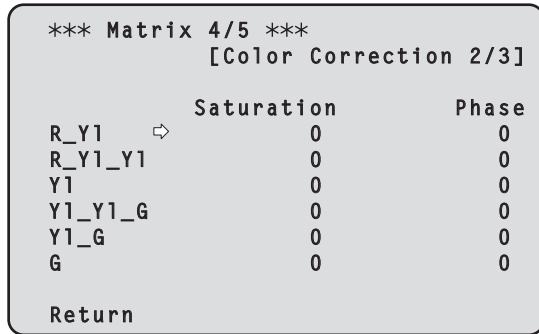 *** Matrix 4/5 ***
[Color Correction 2/3]
Saturation Phase
R_Yl ⇨ 0 0
R_Yl_Yl 0 0
Yl 0 0
Yl_Yl_G 0 0
Yl_G 0 0
G 0 0
Return